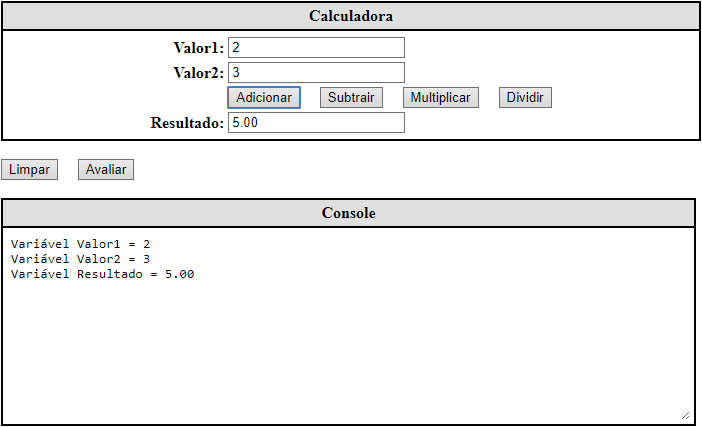 Calculadora
Valor1: 2
Valor2: 3
Adicionar Subtrair Multiplicar Dividir
Resultado: 5.00
Limpar Avaliar
Console
Variável Valor1 = 2
Variável Valor2 = 3
Variável Resultado = 5.00